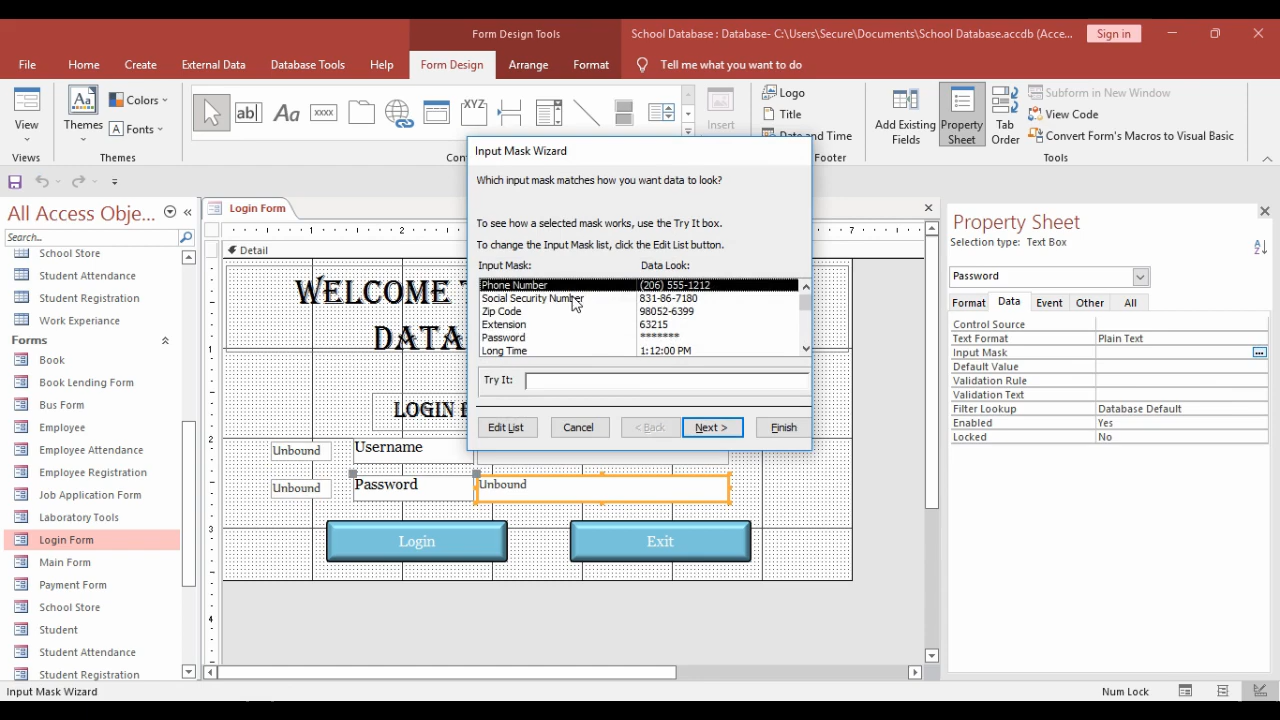 Form Design Tools
School Database : Database- C:\Users\Secure\Documents\School Database.accdb (Acce...
Sign in
File
Home
Create
External Data
Database Tools
Help
Form Design
Arrange
Format
Tell me what you want to do
View
Views
Aa
Themes
Colors
A Fonts
Themes
ab|
Aa
xxxx
XYZ
Insert
Logo
Title
Date and Time
Footer
Add Existing Fields
Property Sheet
Tab Order
Subform in New Window
View Code
Convert Form's Macros to Visual Basic
Tools
All Access Obje...
Search...
School Store
Student Attendance
Student Registration
Work Experiance
Forms
Book
Book Lending Form
Bus Form
Employee
Employee Attendance
Employee Registration
Job Application Form
Laboratory Tools
Login Form
Main Form
Payment Form
School Store
Student
Student Attendance
Student Registration
Login Form
1
2
7
Detail
WELCOME T
DATA
LOGIN
Unbound
Username
Unbound
Password
Unbound
Login
Exit
1
2
3
4
Input Mask Wizard
Which input mask matches how you want data to look?
To see how a selected mask works, use the Try It box.
To change the Input Mask list, click the Edit List button.
Input Mask: Data Look:
Phone Number (206) 555-1212
Social Security Number 831-86-7180
Zip Code 98052-6399
Extension 63215
Password *******
Long Time 1:12:00 PM
Try It:
Edit List
Cancel
< Back
Next >
Finish
Property Sheet
Selection type: Text Box
Password
Format
Data
Event
Other
All
Control Source
Text Format Plain Text
Input Mask ...
Default Value
Validation Rule
Validation Text
Filter Lookup Database Default
Enabled Yes
Locked No
Input Mask Wizard
Num Lock